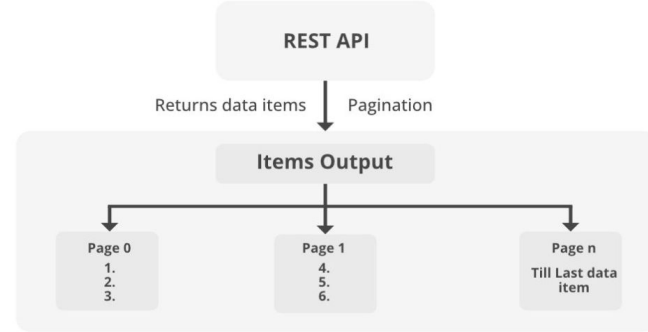 REST API
Returns data items
Pagination
Items Output
Page 0
1.
2.
3.
Page 1
4.
5.
6.
Page n
Till Last data
item